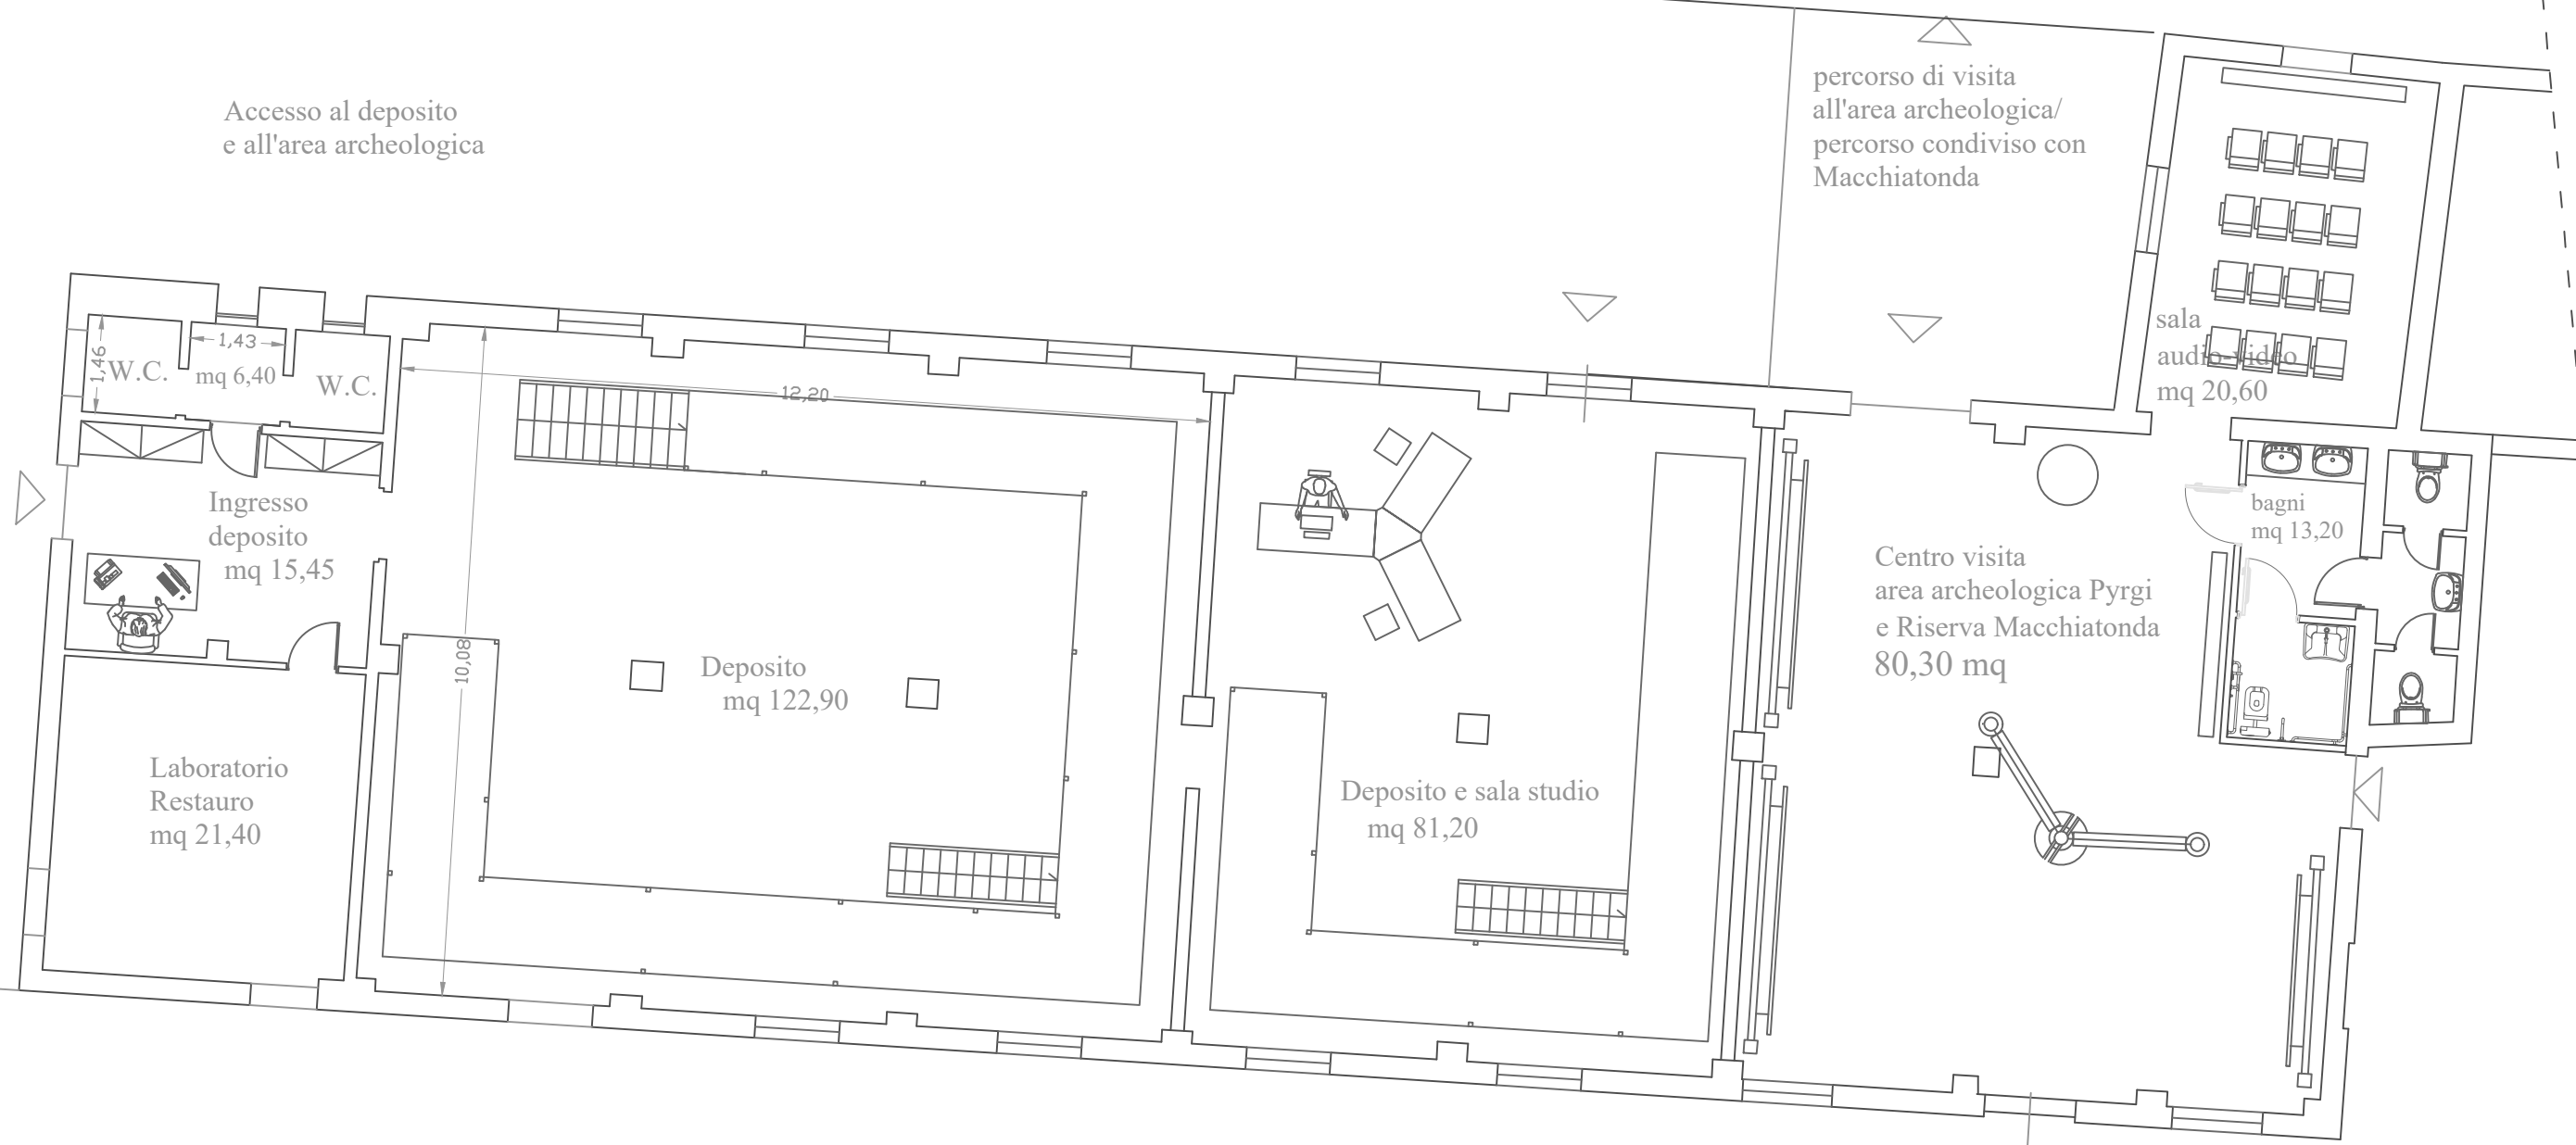 Accesso al deposito
e all'area archeologica
percorso di visita
all'area archeologica/
percorso condiviso con
Macchiatonda
sala
audio-video
mq 20,60
1,46
W.C.
1,43
mq 6,40
W.C.
12,20
Ingresso
deposito
mq 15,45
10,08
Deposito
mq 122,90
Laboratorio
Restauro
mq 21,40
Deposito e sala studio
mq 81,20
Centro visita
area archeologica Pyrgi
e Riserva Macchiatonda
80,30 mq
bagni
mq 13,20